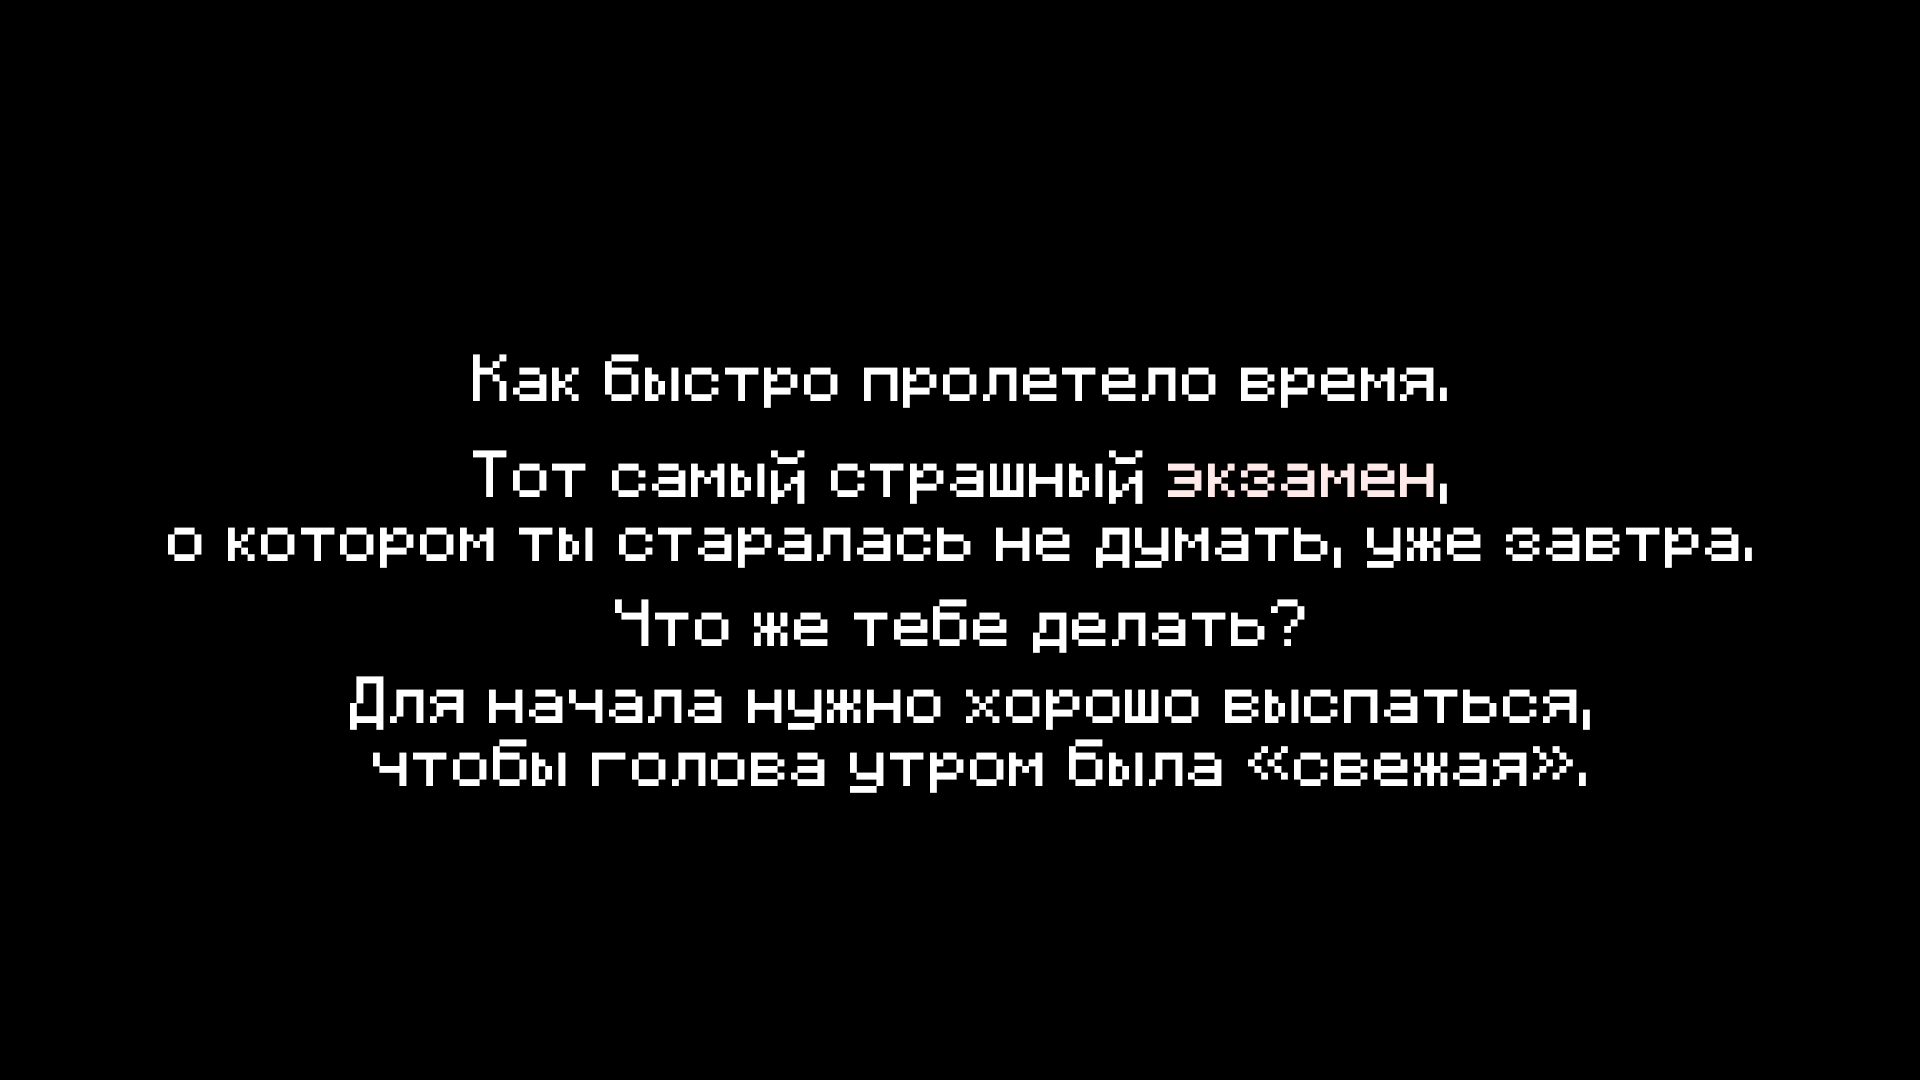 Как быстро пролетело время.
Тот самый страшный экзамен,
о котором ты старалась не думать, уже завтра.
Что же тебе делать?
Для начала нужно хорошо выспаться,
чтобы голова утром была «свежая».